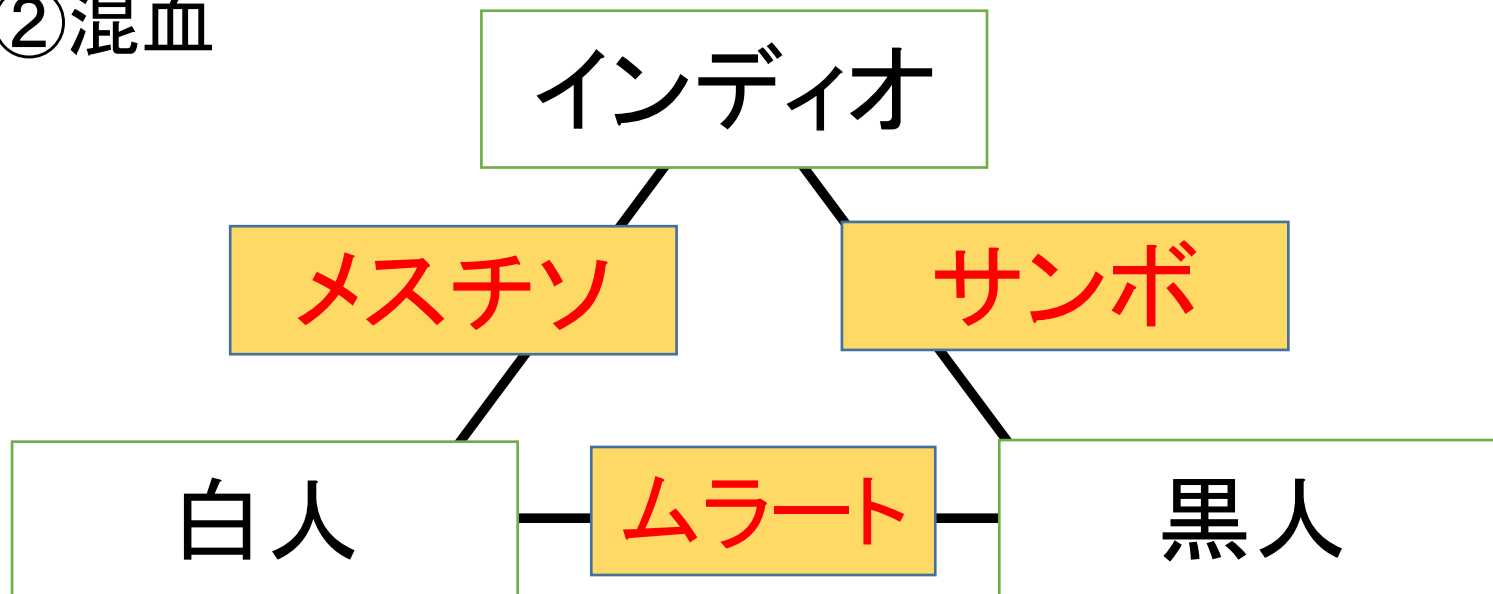 ②混血
インディオ
メスチソ
サンボ
ムラート
白人
黒人